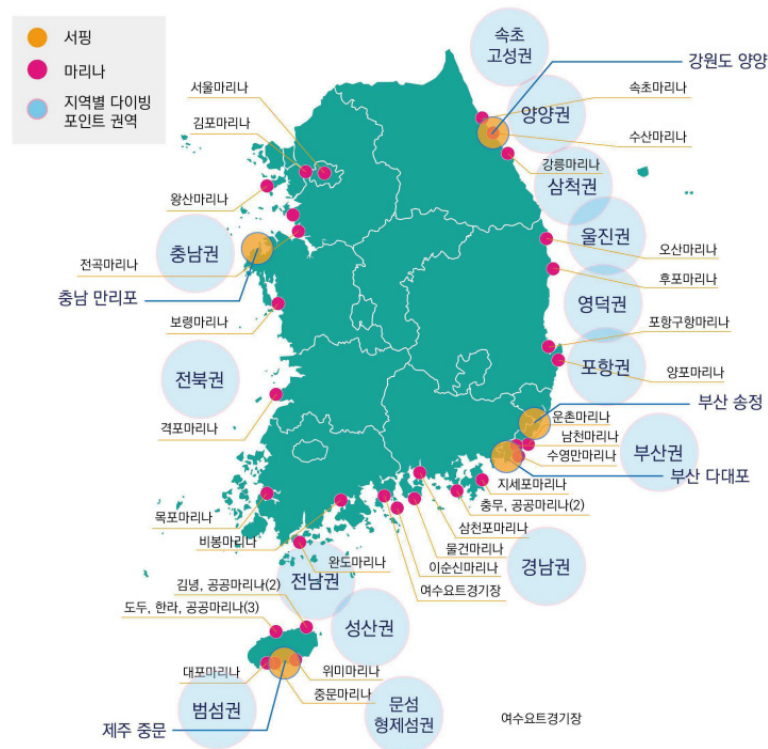 서핑
마리나
지역별 다이빙
포인트 권역
속초
고성권
강원도 양양
서울마리나
속초마리나
양양권
김포마리나
수산마리나
강릉마리나
삼척권
왕산마리나
울진권
충남권
오산마리나
전곡마리나
후포마리나
충남 만리포
영덕권
보령마리나
포항구항마리나
포항권
양포마리나
전북권
부산 송정
운촌마리나
격포마리나
남천마리나
부산권
수영만마리나
부산 다대포
지세포마리나
충무, 공공마리나(2)
목포마리나
삼천포마리나
비봉마리나
물건마리나
완도마리나
이순신마리나
경남권
전남권
김녕, 공공마리나(2)
여수요트경기장
도두, 한라, 공공마리나(3)
성산권
대포마리나
위미마리나
중문마리나
범섬권
문섬
형제섬권
제주 중문
여수요트경기장